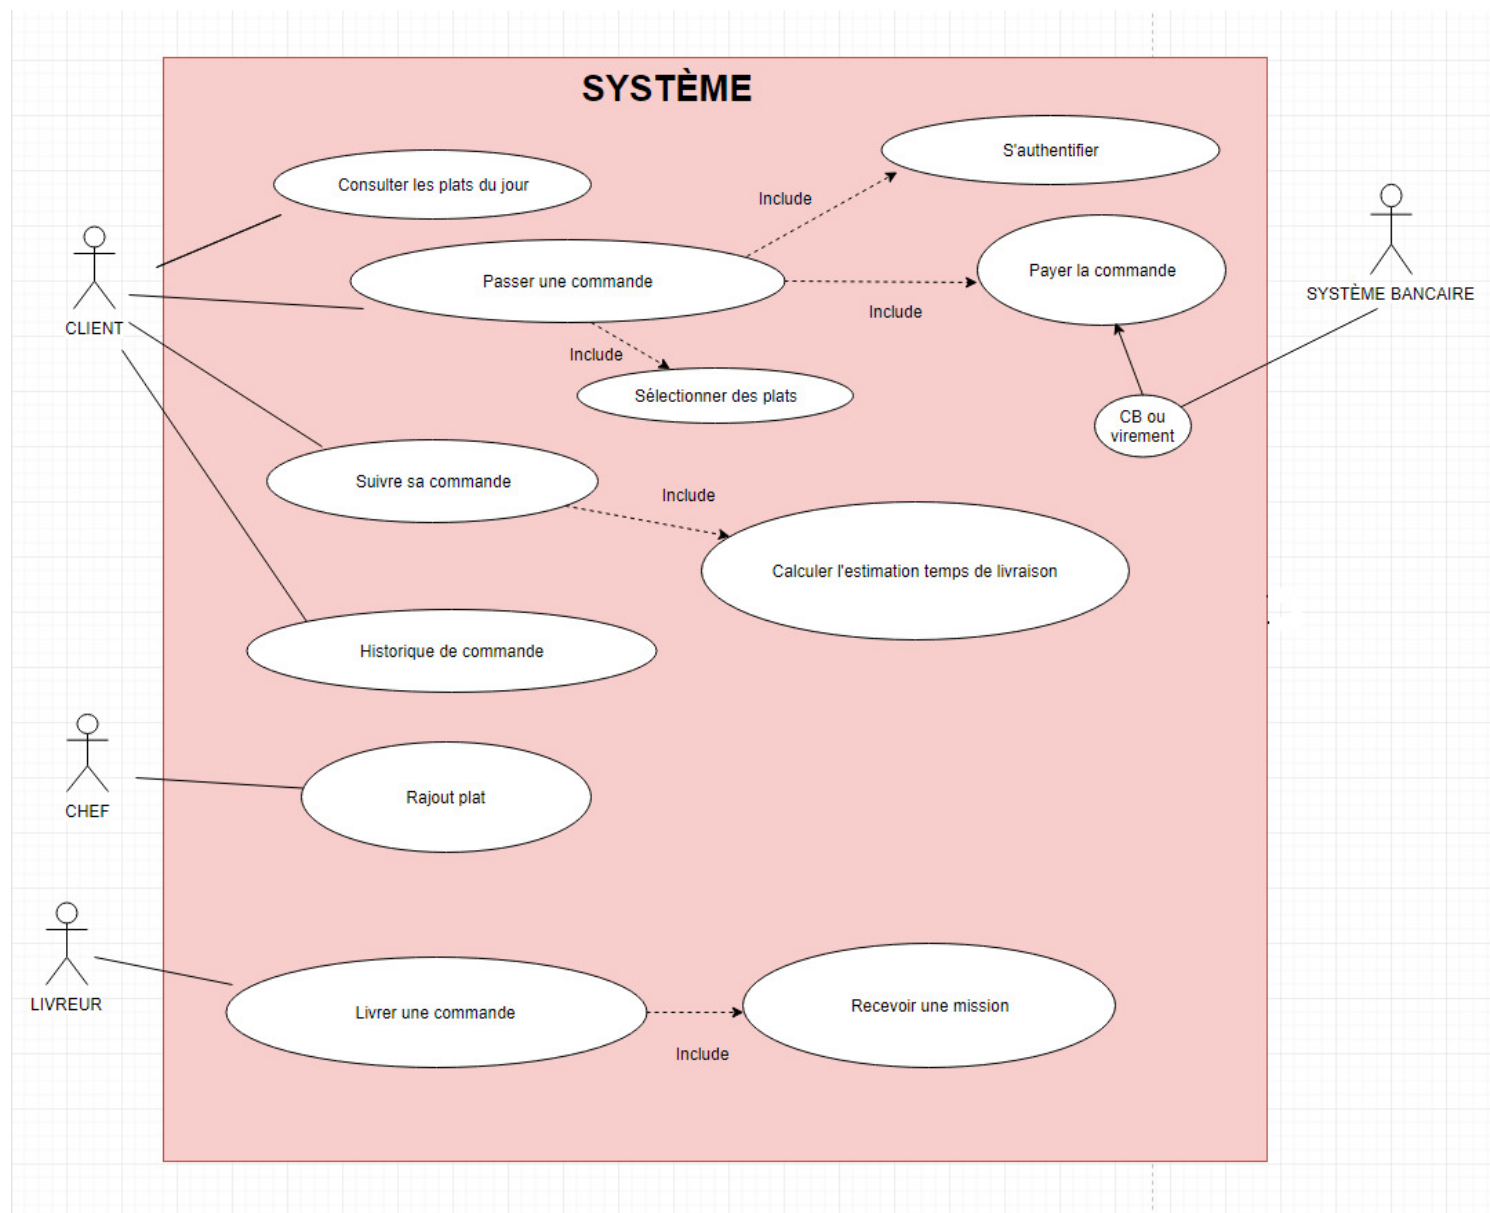 SYSTÈME
S'authentifier
Consulter les plats du jour
Include
Passer une commande
Payer la commande
SYSTÈME BANCAIRE
Include
CLIENT
Include
Sélectionner des plats
CB ou
virement
Suivre sa commande
Include
Calculer l'estimation temps de livraison
Historique de commande
Rajout plat
CHEF
LIVREUR
Livrer une commande
Recevoir une mission
Include